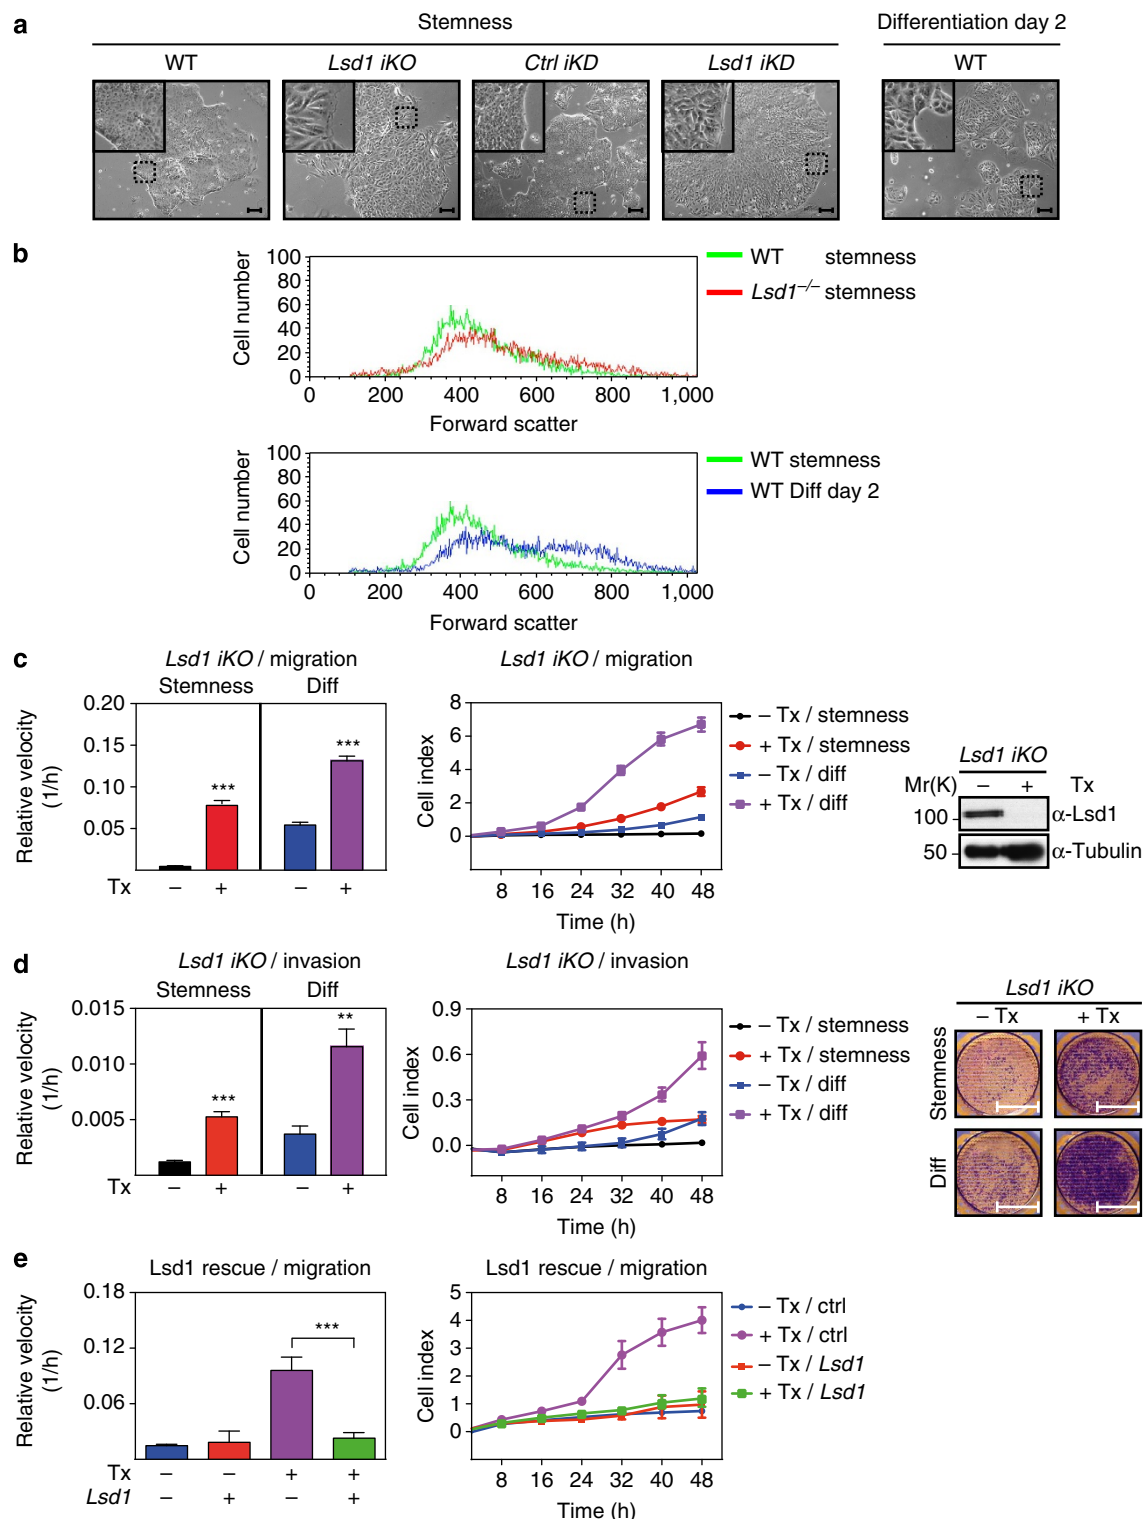 a
Stemness
Differentiation day 2
WT
Lsd1 iKO
Ctrl iKD
Lsd1 iKD
WT
b
100
80
60
40
20
0
Cell number
0 200 400 600 800 1,000
Forward scatter
WT stemness
Lsd1–/– stemness
100
80
60
40
20
0
Cell number
0 200 400 600 800 1,000
Forward scatter
WT stemness
WT Diff day 2
c
Lsd1 iKO / migration
Stemness Diff
0.20
0.15
0.10
0.05
Relative velocity
(1/h)
***
***
Tx – + – +
Lsd1 iKO / migration
8
6
4
2
0
Cell index
8 16 24 32 40 48
Time (h)
– Tx / stemness
+ Tx / stemness
– Tx / diff
+ Tx / diff
Lsd1 iKO
Mr(K) – + Tx
100
α-Lsd1
50
α-Tubulin
d
Lsd1 iKO / invasion
Stemness Diff
0.015
0.010
0.005
Relative velocity
(1/h)
***
**
Tx – + – +
Lsd1 iKO / invasion
0.9
0.6
0.3
0.0
Cell index
8 16 24 32 40 48
Time (h)
– Tx / stemness
+ Tx / stemness
– Tx / diff
+ Tx / diff
Lsd1 iKO
– Tx + Tx
Stemness
Diff
e
Lsd1 rescue / migration
0.18
0.12
0.06
Relative velocity
(1/h)
***
Tx – – + +
Lsd1 – + – +
Lsd1 rescue / migration
5
4
3
2
1
0
Cell index
8 16 24 32 40 48
Time (h)
– Tx / ctrl
+ Tx / ctrl
– Tx / Lsd1
+ Tx / Lsd1